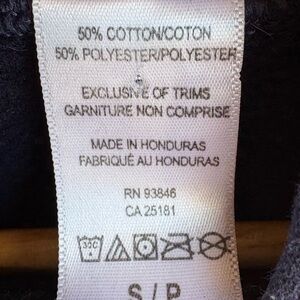 50% COTTON/COTON
50% POLYESTER/POLYESTER
EXCLUSIVE OF TRIMS
GARNITURE NON COMPRISE
MADE IN HONDURAS
FABRIQUÉ AU HONDURAS
RN 93846
CA 25181
30C
S / P